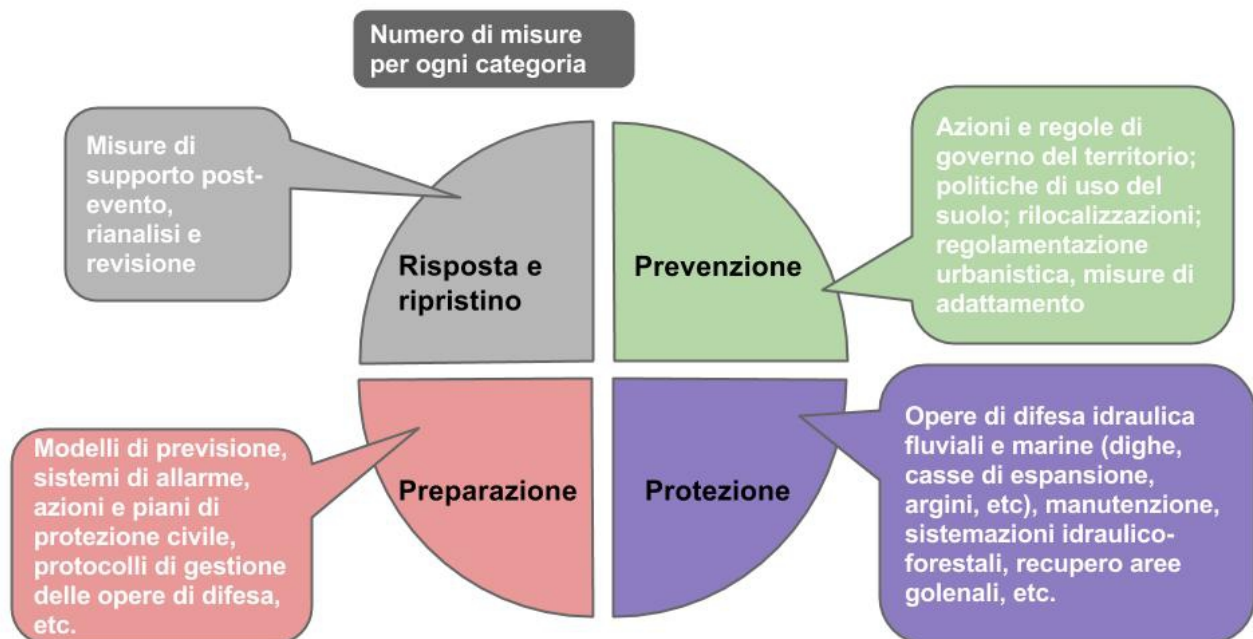 Numero di misure
per ogni categoria
Misure di
supporto post-
evento,
rianalisi e
revisione
Risposta e
ripristino
Prevenzione
Azioni e regole di
governo del territorio;
politiche di uso del
suolo; rilocalizzazioni;
regolamentazione
urbanistica, misure di
adattamento
Modelli di previsione,
sistemi di allarme,
azioni e piani di
protezione civile,
protocolli di gestione
delle opere di difesa,
etc.
Preparazione
Protezione
Opere di difesa idraulica
fluviali e marine (dighe,
casse di espansione,
argini, etc), manutenzione,
sistemazioni idraulico-
forestali, recupero aree
golenali, etc.